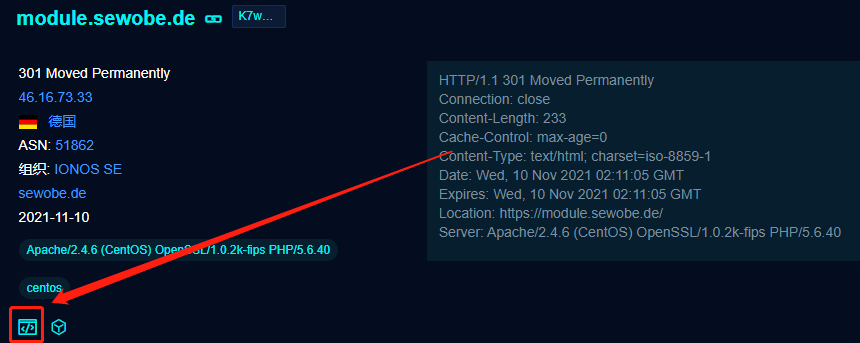 module.sewobe.de
K7w...
301 Moved Permanently
46.16.73.33
德国
ASN: 51862
组织: IONOS SE
sewobe.de
2021-11-10
Apache/2.4.6 (CentOS) OpenSSL/1.0.2k-fips PHP/5.6.40
centos
HTTP/1.1 301 Moved Permanently
Connection: close
Content-Length: 233
Cache-Control: max-age=0
Content-Type: text/html; charset=iso-8859-1
Date: Wed, 10 Nov 2021 02:11:05 GMT
Expires: Wed, 10 Nov 2021 02:11:05 GMT
Location: https://module.sewobe.de/
Server: Apache/2.4.6 (CentOS) OpenSSL/1.0.2k-fips PHP/5.6.40